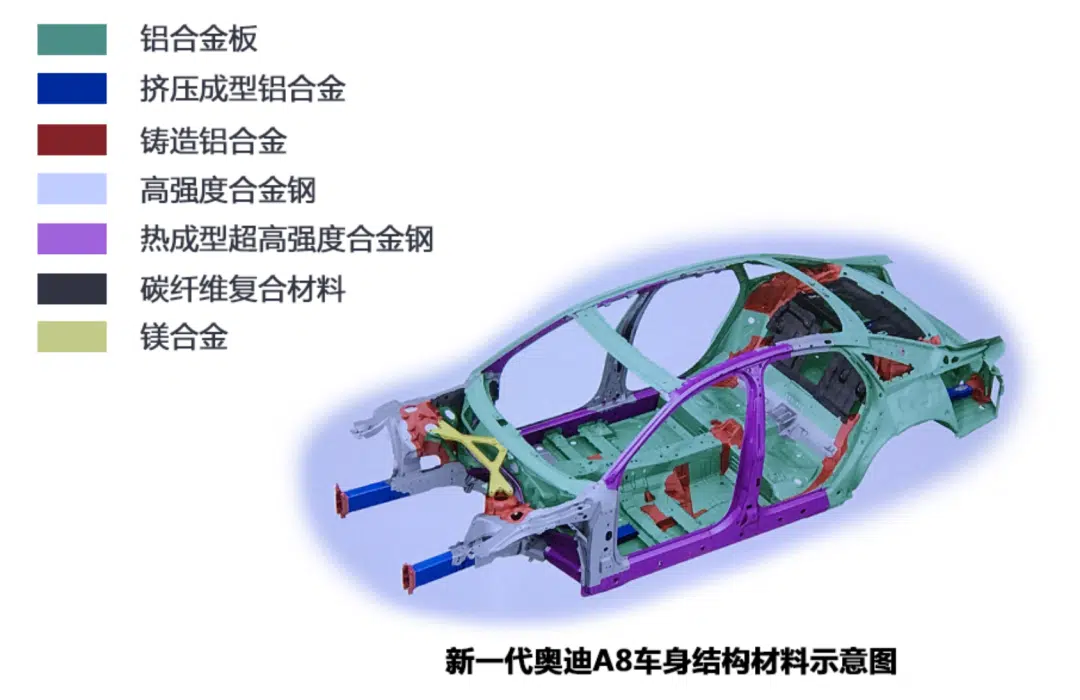 铝合金板
挤压成型铝合金
铸造铝合金
高强度合金钢
热成型超高强度合金钢
碳纤维复合材料
镁合金
新一代奥迪A8车身结构材料示意图